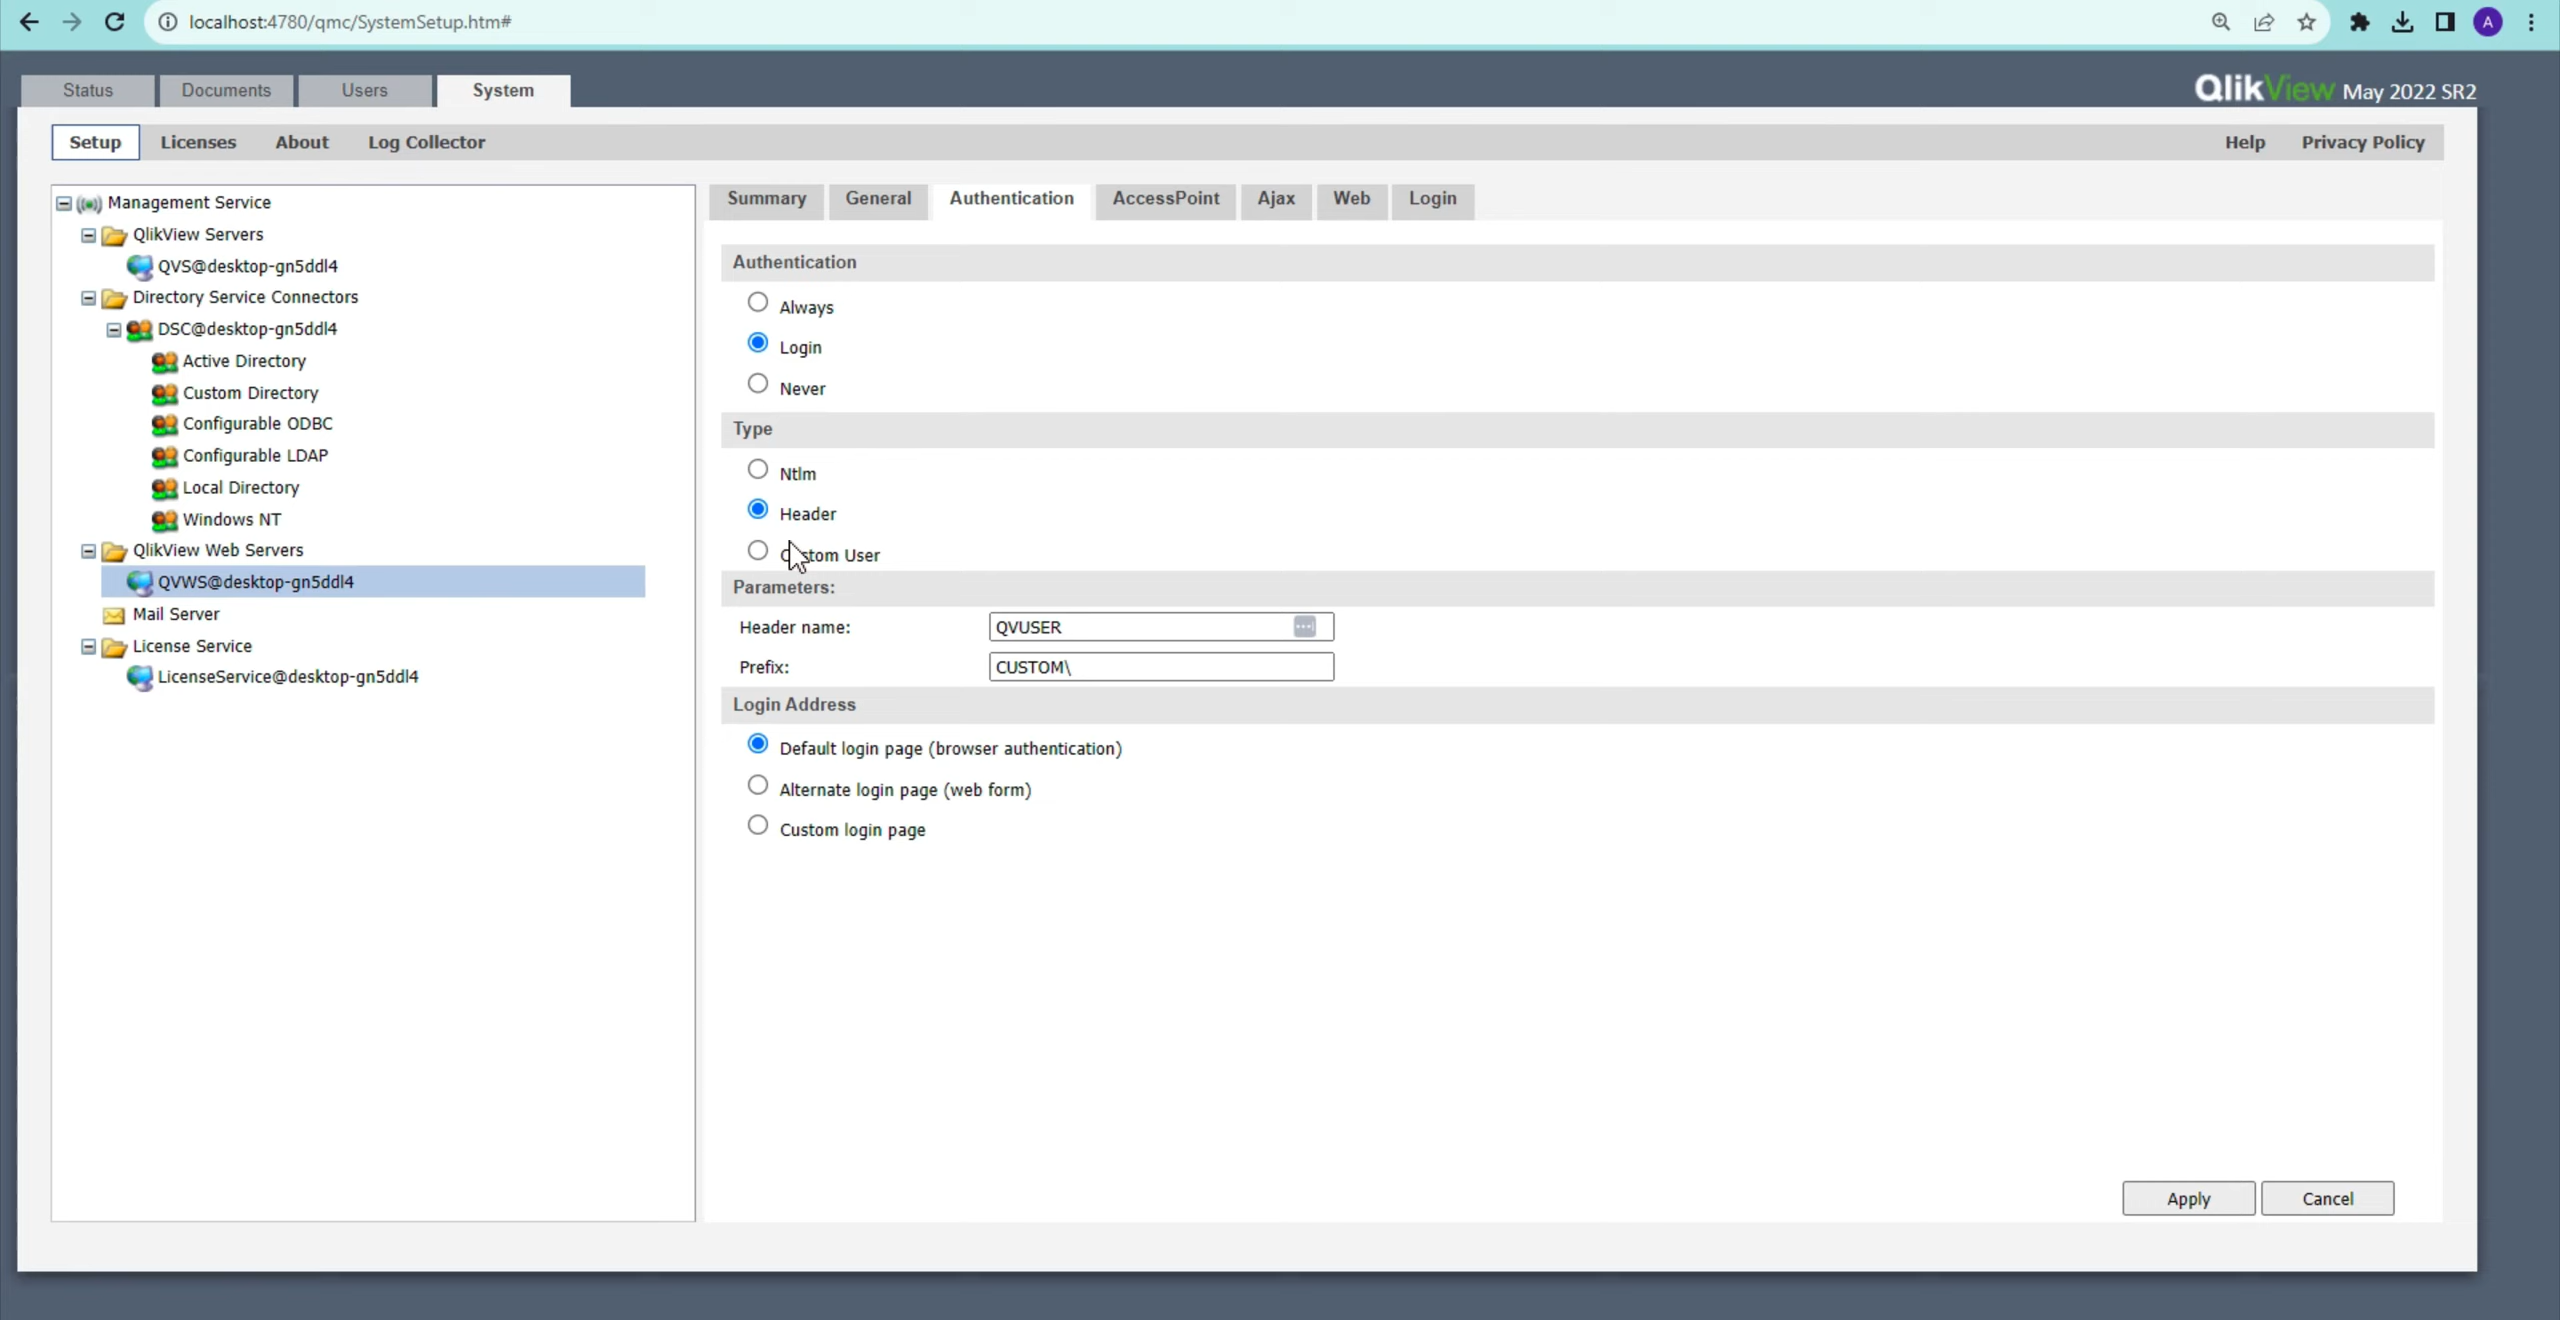 localhost:4780/qmc/SystemSetup.htm#
A
Status Documents Users System
QlikView May 2022 SR2
Setup Licenses About Log Collector Help Privacy Policy
Management Service
QlikView Servers
QVS@desktop-gn5ddl4
Directory Service Connectors
DSC@desktop-gn5ddl4
Active Directory
Custom Directory
Configurable ODBC
Configurable LDAP
Local Directory
Windows NT
QlikView Web Servers
QVWS@desktop-gn5ddl4
Mail Server
License Service
LicenseService@desktop-gn5ddl4
Summary General Authentication AccessPoint Ajax Web Login
Authentication
Always
Login
Never
Type
Ntlm
Header
Custom User
Parameters:
Header name: QVUSER
Prefix: CUSTOM\
Login Address
Default login page (browser authentication)
Alternate login page (web form)
Custom login page
Apply Cancel